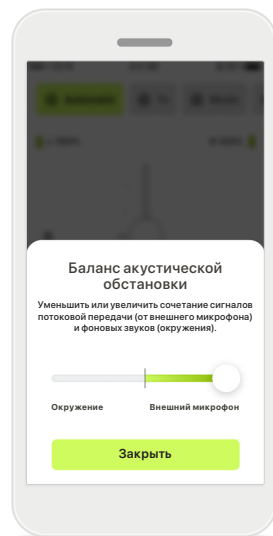 Баланс акустической
обстановки
Уменьшить или увеличить сочетание сигналов
потоковой передачи (от внешнего микрофона)
и фоновых звуков (окружения).
Окружение Внешний микрофон
Закрыть